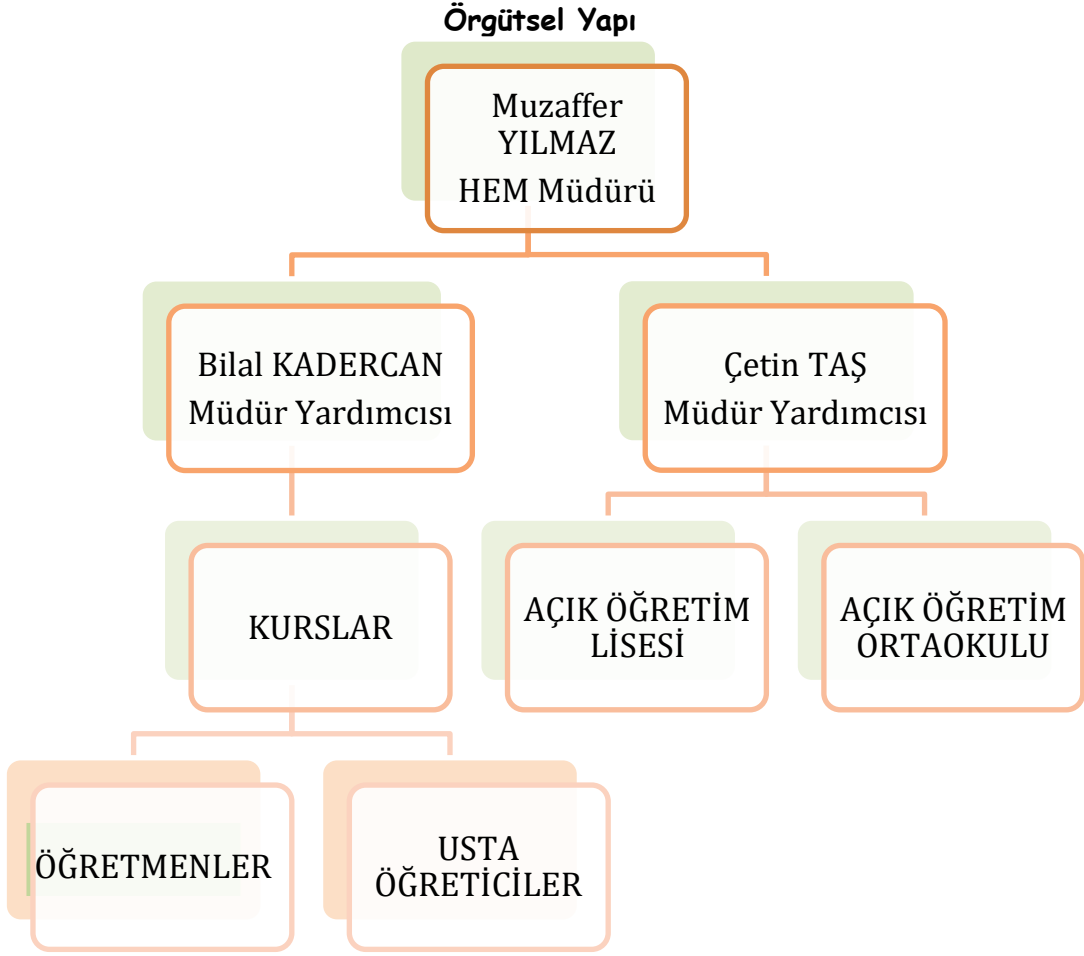 Örgütsel Yapı
Muzaffer
YILMAZ
HEM Müdürü
Bilal KADERCAN
Müdür Yardımcısı
Çetin TAŞ
Müdür Yardımcısı
KURSLAR
AÇIK ÖĞRETİM
LİSESİ
AÇIK ÖĞRETİM
ORTAOKULU
ÖĞRETMENLER
USTA
ÖĞRETİCİLER